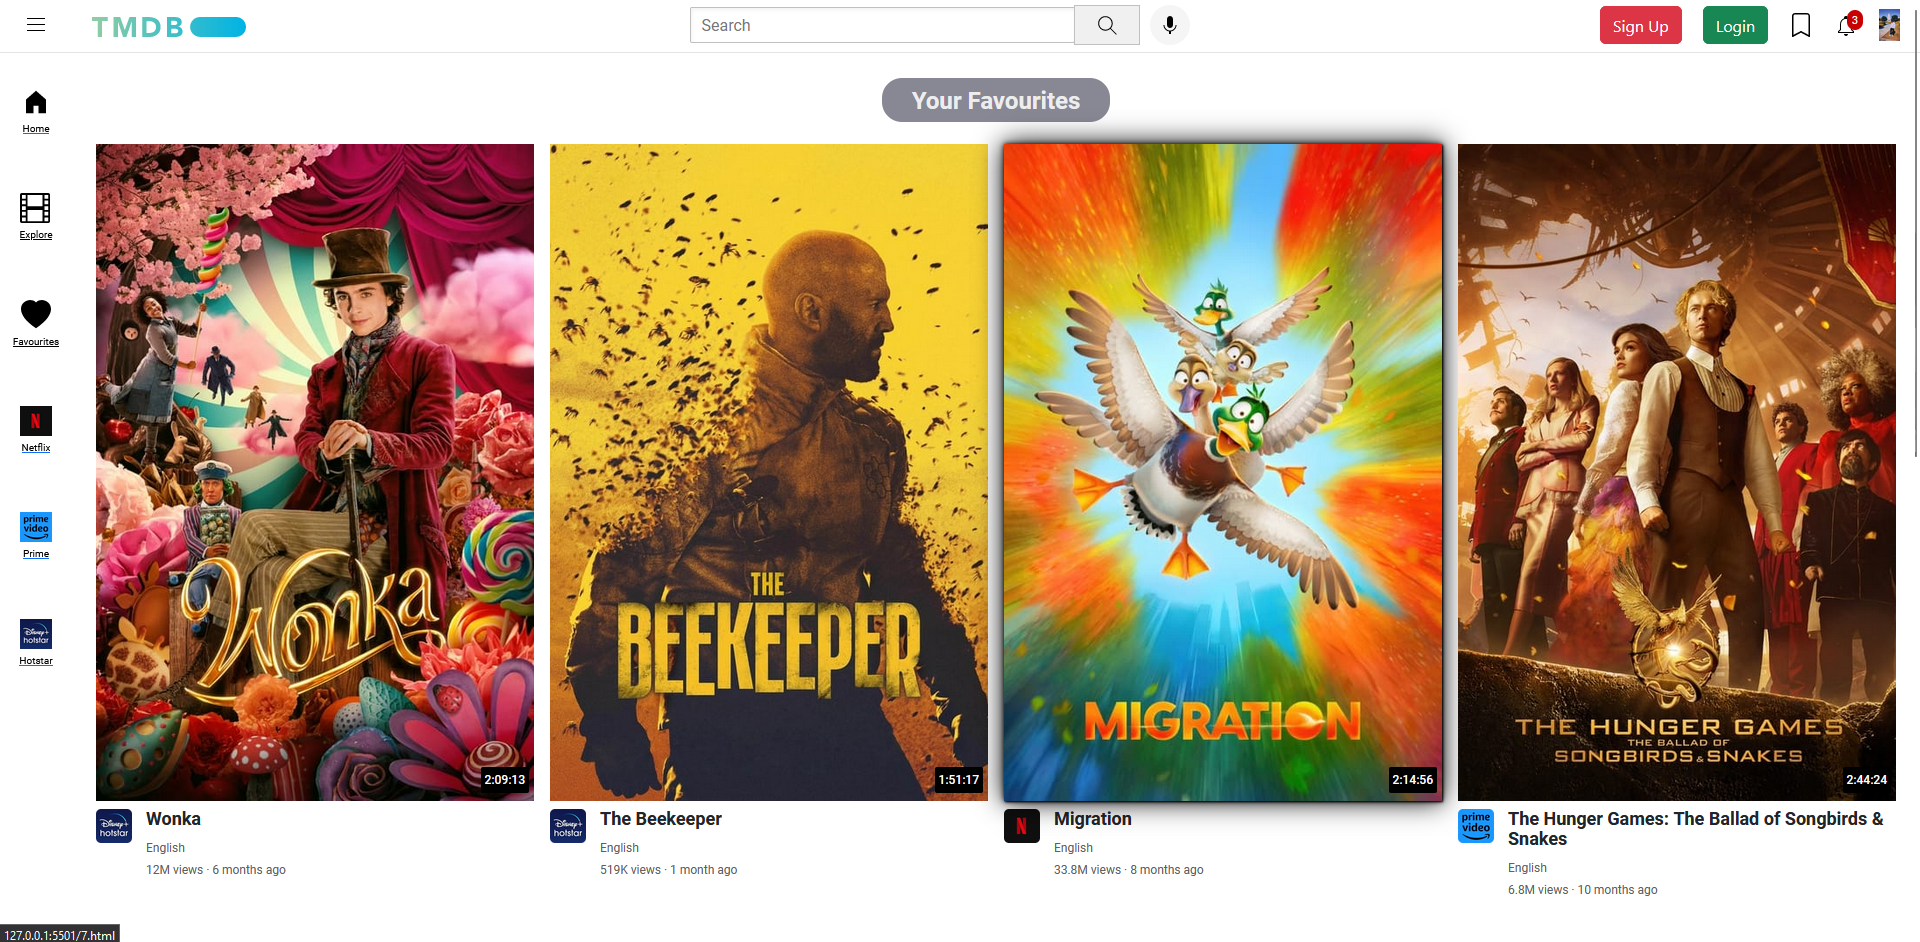 TMDB
Search
Sign Up
Login
3
Your Favourites
Home
Explore
Favourites
N
Netflix
prime video
Prime
Disney+ hotstar
Hotstar
Wonka
2:09:13
THE
BEEKEEPER
1:51:17
MIGRATION
2:14:56
THE HUNGER GAMES
THE BALLAD OF
SONGBIRDS & SNAKES
2:44:24
Disney+ hotstar
Wonka
English
12M views · 6 months ago
Disney+ hotstar
The Beekeeper
English
519K views · 1 month ago
N
Migration
English
33.8M views · 8 months ago
prime video
The Hunger Games: The Ballad of Songbirds &
Snakes
English
6.8M views · 10 months ago
127.0.0.1:5501/7.html